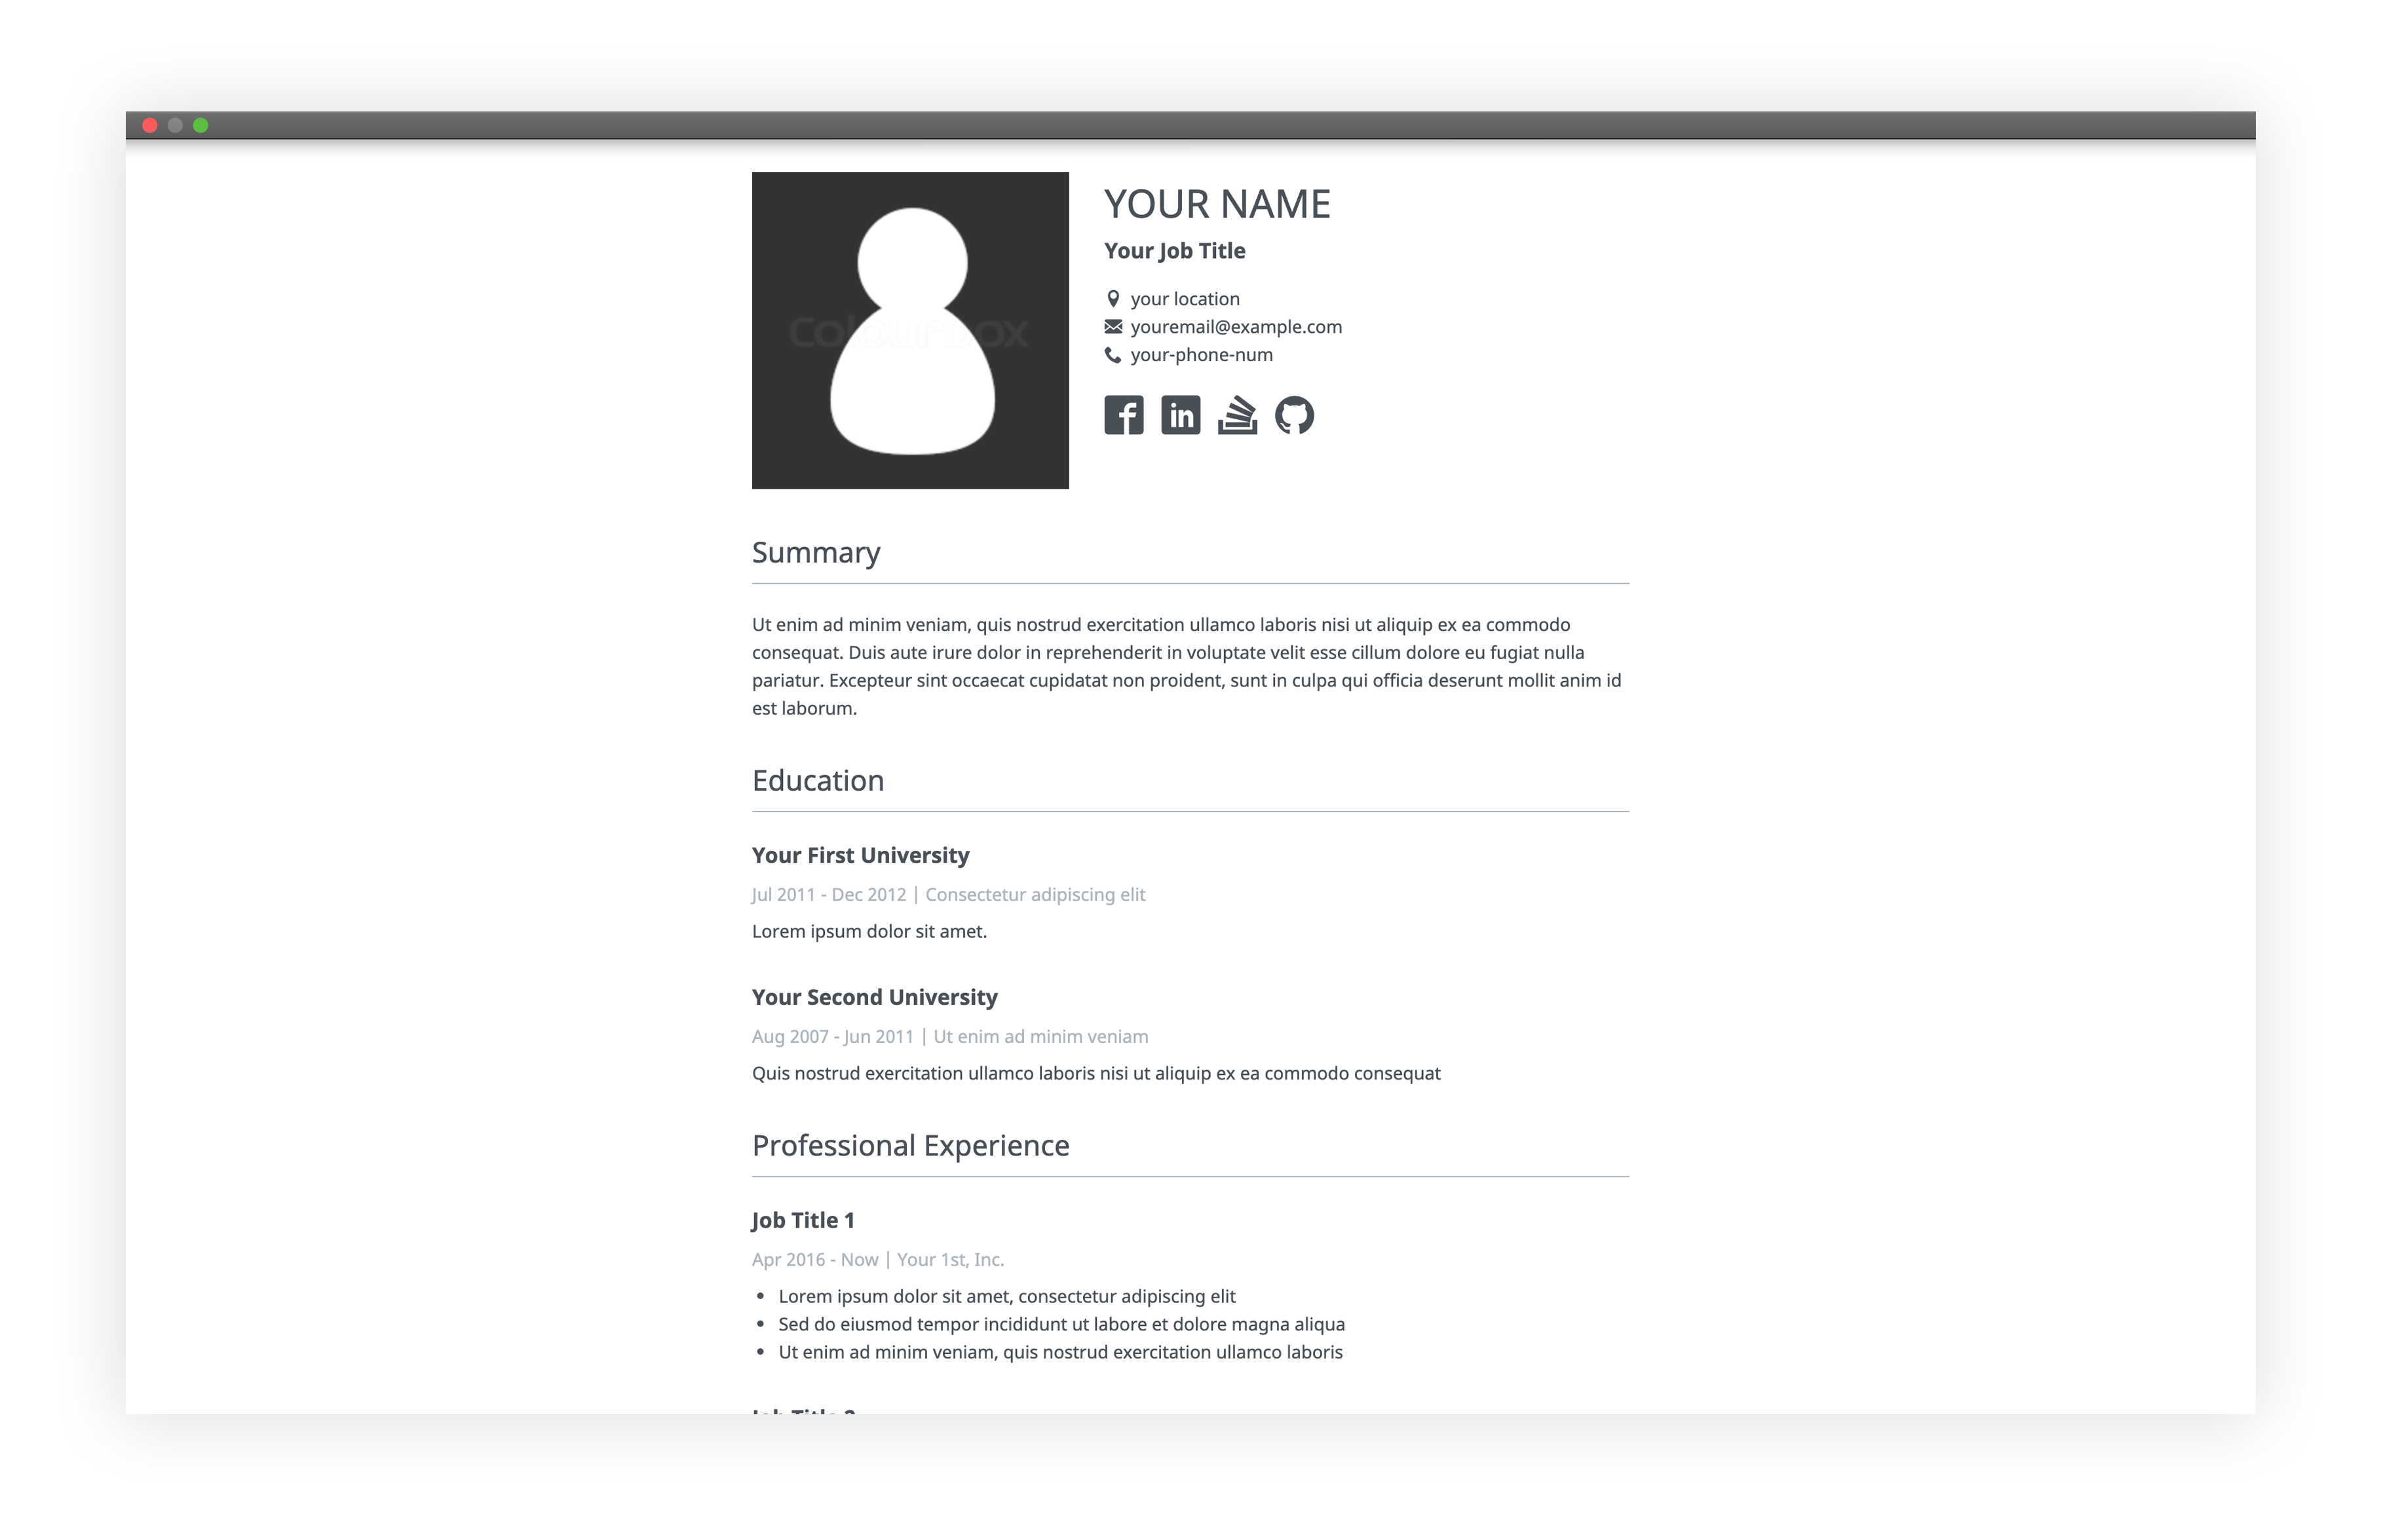 Colourbox
YOUR NAME
Your Job Title
your location
youremail@example.com
your-phone-num
Summary
Ut enim ad minim veniam, quis nostrud exercitation ullamco laboris nisi ut aliquip ex ea commodo
consequat. Duis aute irure dolor in reprehenderit in voluptate velit esse cillum dolore eu fugiat nulla
pariatur. Excepteur sint occaecat cupidatat non proident, sunt in culpa qui officia deserunt mollit anim id
est laborum.
Education
Your First University
Jul 2011 - Dec 2012 | Consectetur adipiscing elit
Lorem ipsum dolor sit amet.
Your Second University
Aug 2007 - Jun 2011 | Ut enim ad minim veniam
Quis nostrud exercitation ullamco laboris nisi ut aliquip ex ea commodo consequat
Professional Experience
Job Title 1
Apr 2016 - Now | Your 1st, Inc.
• Lorem ipsum dolor sit amet, consectetur adipiscing elit
• Sed do eiusmod tempor incididunt ut labore et dolore magna aliqua
• Ut enim ad minim veniam, quis nostrud exercitation ullamco laboris